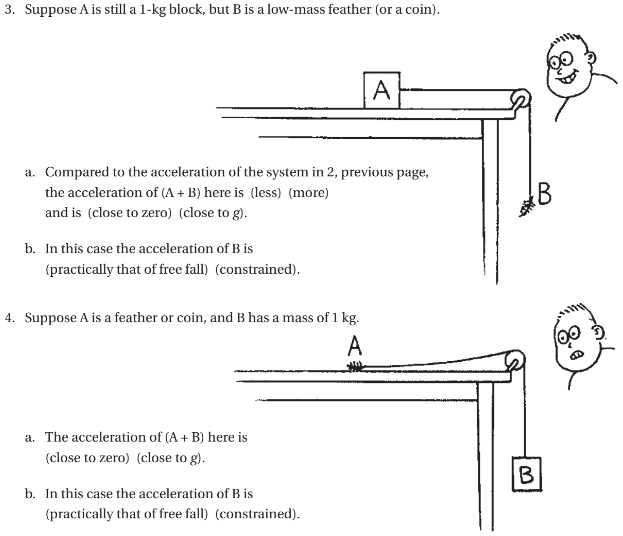 3. Suppose A is still a 1-kg block, but B is a low-mass feather (or a coin).
A
B
a. Compared to the acceleration of the system in 2, previous page,
the acceleration of (A + B) here is (less) (more)
and is (close to zero) (close to g).
b. In this case the acceleration of B is
(practically that of free fall) (constrained).
4. Suppose A is a feather or coin, and B has a mass of 1 kg.
A
a. The acceleration of (A + B) here is
(close to zero) (close to g).
B
b. In this case the acceleration of B is
(practically that of free fall) (constrained).